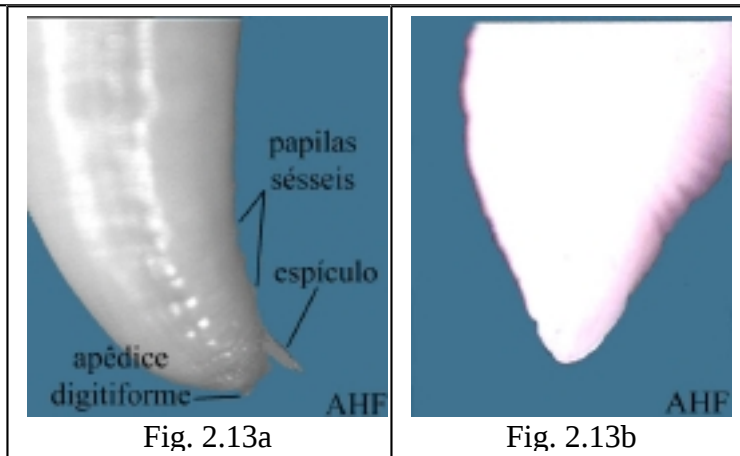 papilas
sésseis
espículo
apêdice
digitiforme
AHF
AHF
Fig. 2.13a
Fig. 2.13b